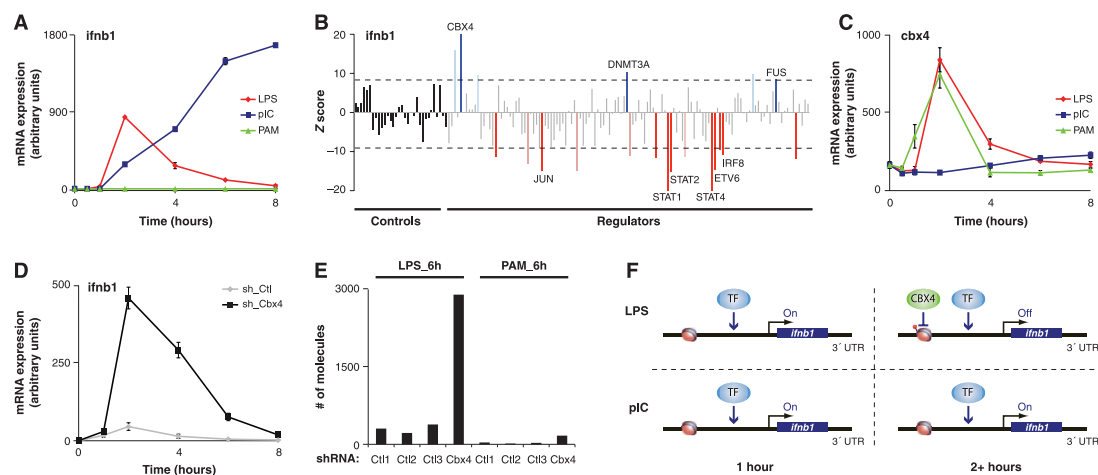 A
ifnb1
1800
900
0
mRNA expression
(arbitrary units)
0
4
8
Time (hours)
LPS
pIC
PAM
B
ifnb1
20
10
0
−10
−20
Z score
CBX4
DNMT3A
FUS
JUN
STAT1
STAT2
STAT4
ETV6
IRF8
Controls
Regulators
C
cbx4
1000
500
0
mRNA expression
(arbitrary units)
0
4
8
Time (hours)
LPS
pIC
PAM
D
ifnb1
500
250
0
mRNA expression
(arbitrary units)
0
2
4
6
8
Time (hours)
sh_Ctl
sh_Cbx4
E
LPS_6h
PAM_6h
3000
1500
0
# of molecules
shRNA: Ctl1 Ctl2 Ctl3 Cbx4 Ctl1 Ctl2 Ctl3 Cbx4
F
LPS
TF
On
ifnb1
3´ UTR
CBX4
TF
Off
ifnb1
3´ UTR
pIC
TF
On
ifnb1
3´ UTR
TF
On
ifnb1
3´ UTR
1 hour
2+ hours